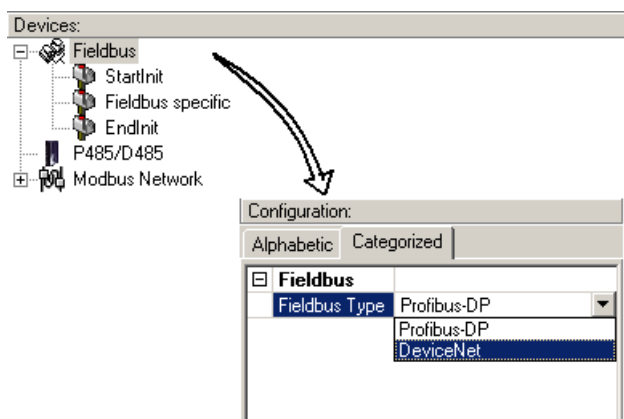 Devices:
Fieldbus
StartInit
Fieldbus specific
EndInit
P485/D485
Modbus Network
Configuration:
Alphabetic Categorized
Fieldbus
Fieldbus Type Profibus-DP
Profibus-DP
DeviceNet